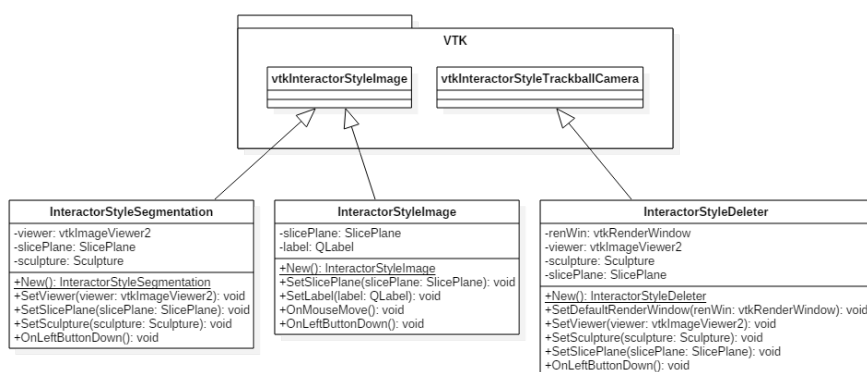 VTK
vtkInteractorStyleImage
vtkInteractorStyleTrackballCamera
InteractorStyleSegmentation
-viewer: vtkImageViewer2
-slicePlane: SlicePlane
-sculpture: Sculpture
+New(): InteractorStyleSegmentation
+SetViewer(viewer: vtkImageViewer2): void
+SetSlicePlane(slicePlane: SlicePlane): void
+SetSculpture(sculpture: Sculpture): void
+OnLeftButtonDown(): void
InteractorStyleImage
-slicePlane: SlicePlane
-label: QLabel
+New(): InteractorStyleImage
+SetSlicePlane(slicePlane: SlicePlane): void
+SetLabel(label: QLabel): void
+OnMouseMove(): void
+OnLeftButtonDown(): void
InteractorStyleDeleter
-renWin: vtkRenderWindow
-viewer: vtkImageViewer2
-sculpture: Sculpture
-slicePlane: SlicePlane
+New(): InteractorStyleDeleter
+SetDefaultRenderWindow(renWin: vtkRenderWindow): void
+SetViewer(viewer: vtkImageViewer2): void
+SetSculpture(sculpture: Sculpture): void
+SetSlicePlane(slicePlane: SlicePlane): void
+OnLeftButtonDown(): void